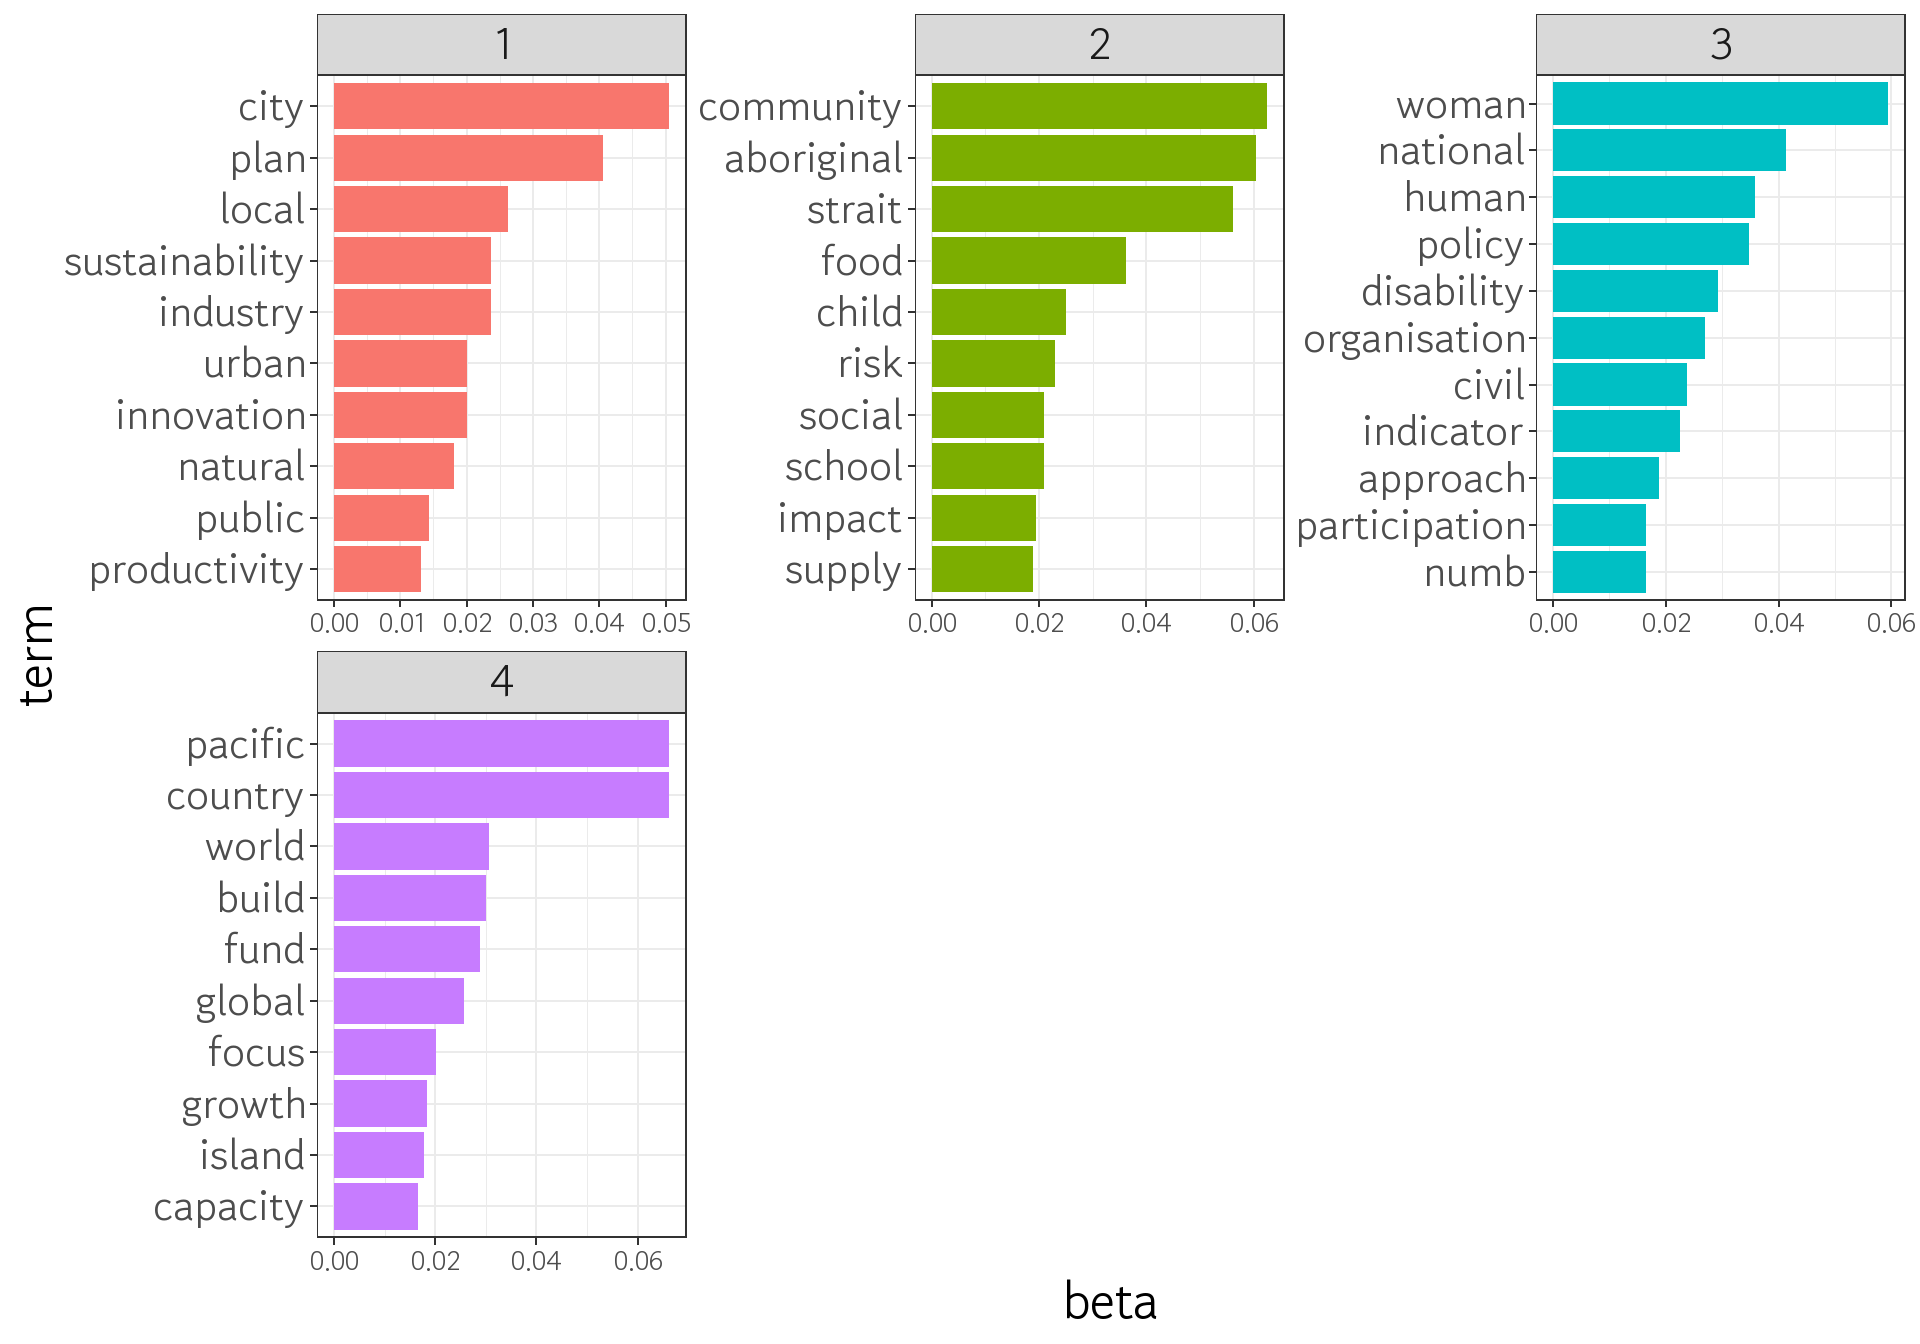 1
city
plan
local
sustainability
industry
urban
innovation
natural
public
productivity
0.00 0.01 0.02 0.03 0.04 0.05
2
community
aboriginal
strait
food
child
risk
social
school
impact
supply
0.00 0.02 0.04 0.06
3
woman
national
human
policy
disability
organisation
civil
indicator
approach
participation
numb
0.00 0.02 0.04 0.06
4
pacific
country
world
build
fund
global
focus
growth
island
capacity
0.00 0.02 0.04 0.06
term
beta